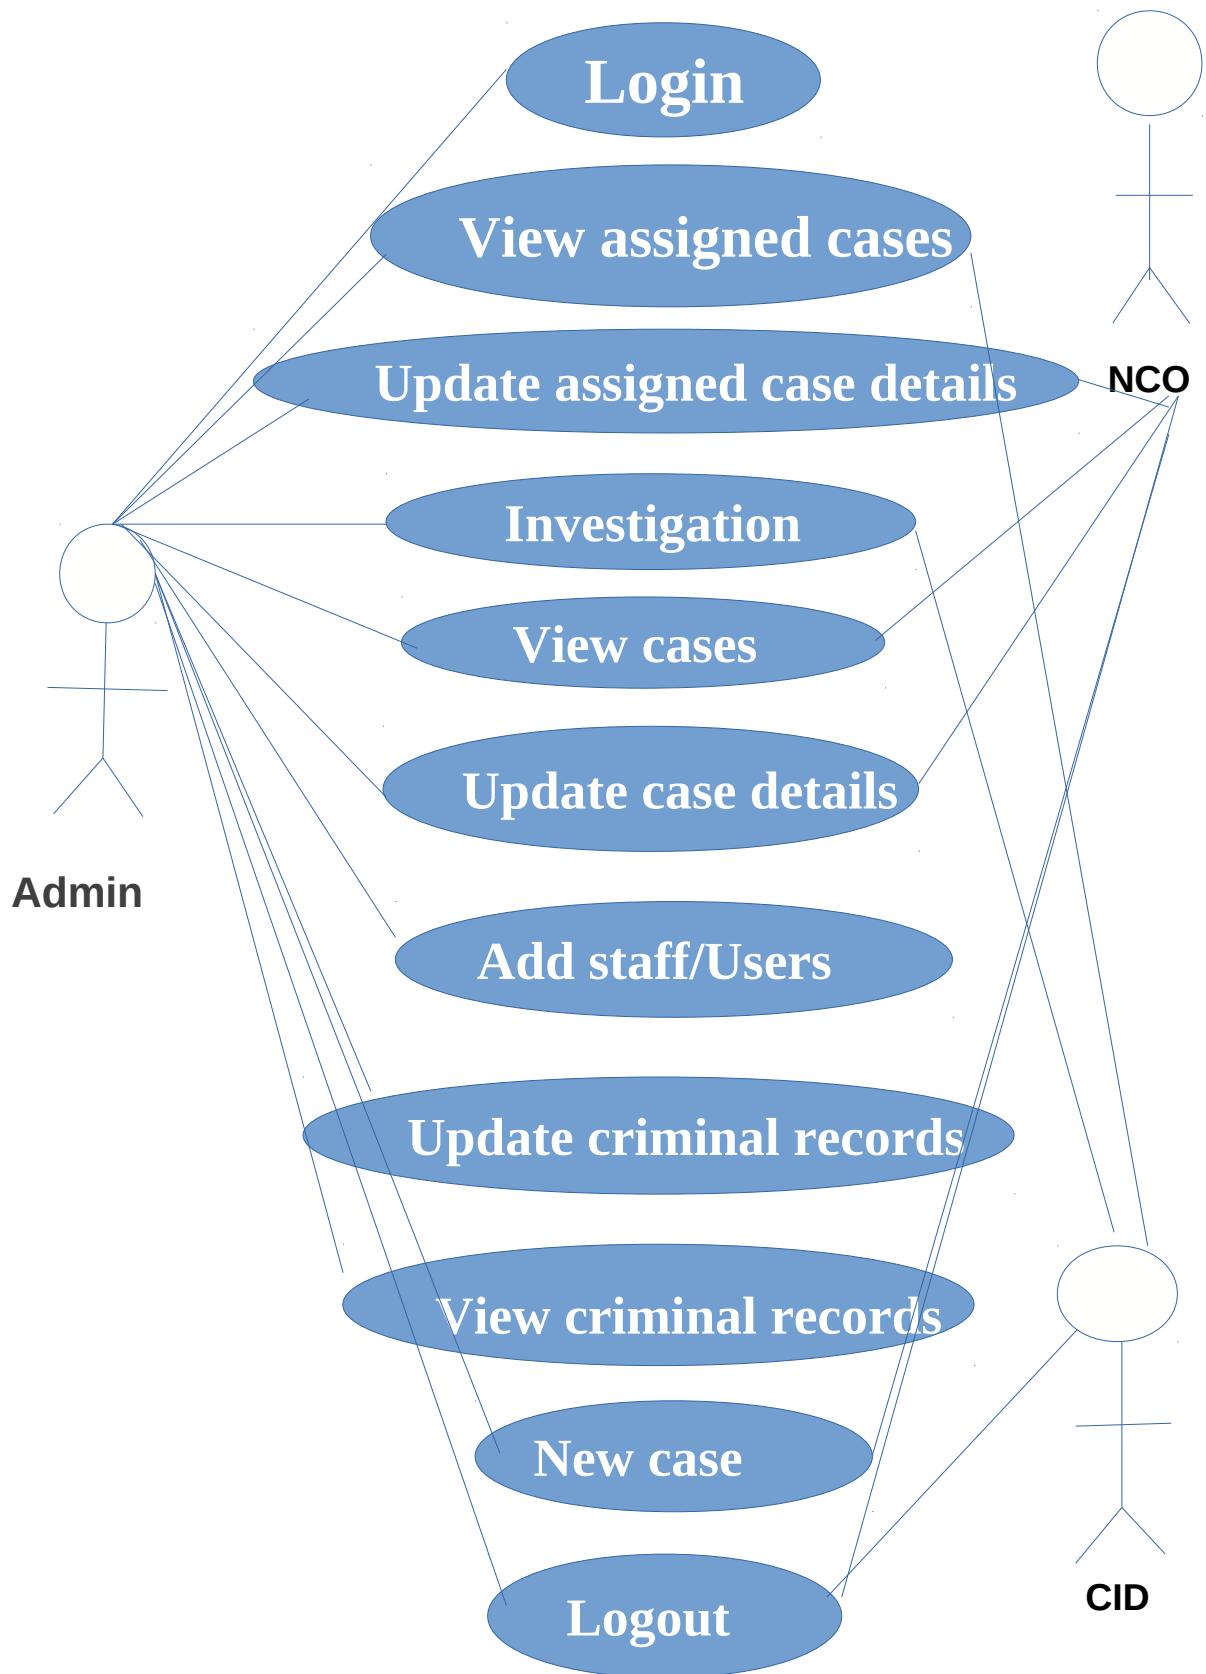 Login
View assigned cases
Update assigned case details
NCO
Investigation
View cases
Update case details
Admin
Add staff/Users
Update criminal records
View criminal records
New case
CID
Logout